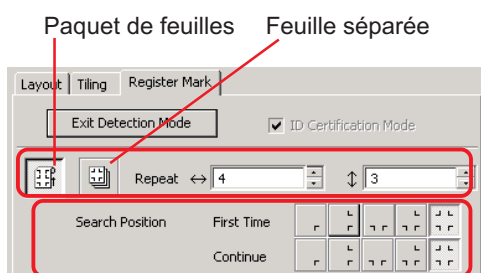 Paquet de feuilles Feuille séparée
Layout Tiling Register Mark
Exit Detection Mode ID Certification Mode
Repeat 4 3
Search Position First Time
Continue